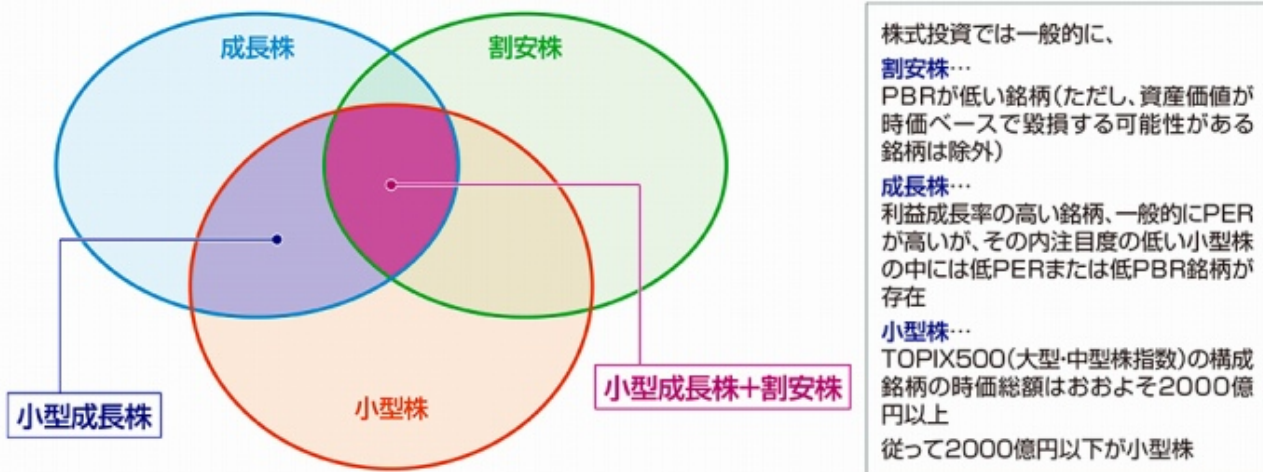 成長株
割安株
小型成長株
小型株
小型成長株+割安株
株式投資では一般的に、
割安株…
PBRが低い銘柄(ただし、資産価値が
時価ベースで毀損する可能性がある
銘柄は除外)
成長株…
利益成長率の高い銘柄、一般的にPER
が高いが、その内注目度の低い小型株
の中には低PERまたは低PBR銘柄が
存在
小型株…
TOPIX500(大型・中型株指数)の構成
銘柄の時価総額はおおよそ2000億
円以上
従って2000億円以下が小型株